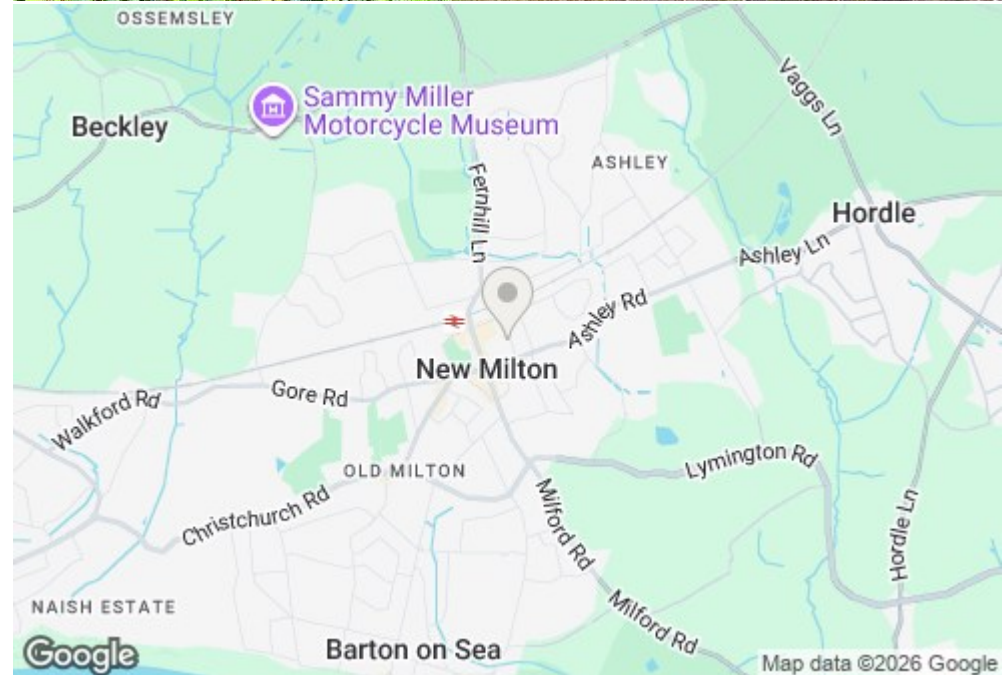 OSSEMSLEY
Sammy Miller
Motorcycle Museum
Beckley
Vaggs Ln
ASHLEY
Fernhill Ln
Hordle
Ashley Ln
Ashley Rd
New Milton
Gore Rd
Walkford Rd
OLD MILTON
Lymington Rd
Christchurch Rd
Milford Rd
Hordle Ln
NAISH ESTATE
Milford Rd
Barton on Sea
Google
Map data ©2026 Google